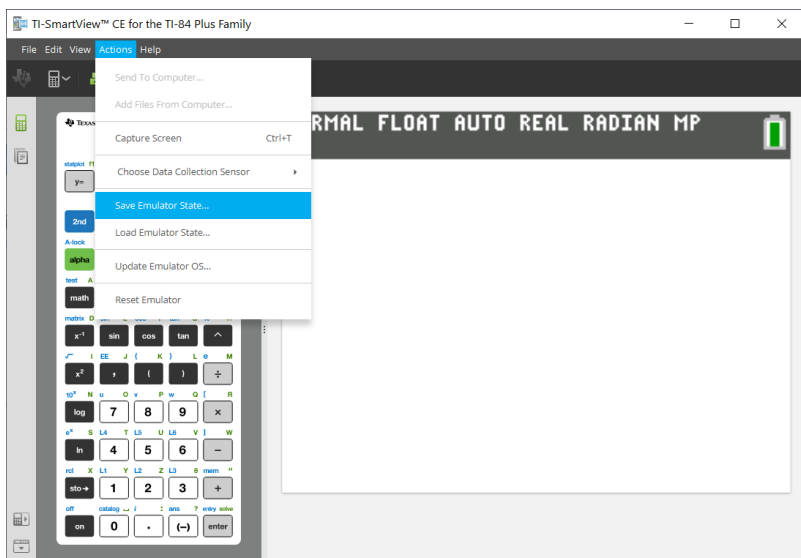 TI-SmartView™ CE for the TI-84 Plus Family
File Edit View Actions Help
Send To Computer...
Add Files From Computer...
Capture Screen Ctrl+T
Choose Data Collection Sensor
Save Emulator State...
Load Emulator State...
Update Emulator OS...
Reset Emulator
RMAL FLOAT AUTO REAL RADIAN MP
TEXAS
statplot f1
y=
2nd
A-lock
alpha
test A
math
matrix D
x⁻¹ sin cos tan ^
√ I EE J { K } L e M
x² , ( ) ÷
10ˣ N u O v P w Q [ R
log 7 8 9 ×
eˣ S L4 T L5 U L6 V ] W
ln 4 5 6 −
rcl X L1 Y L2 Z L3 θ mem "
sto→ 1 2 3 +
off catalog i : ans ? entry solve
on 0 . (–) enter